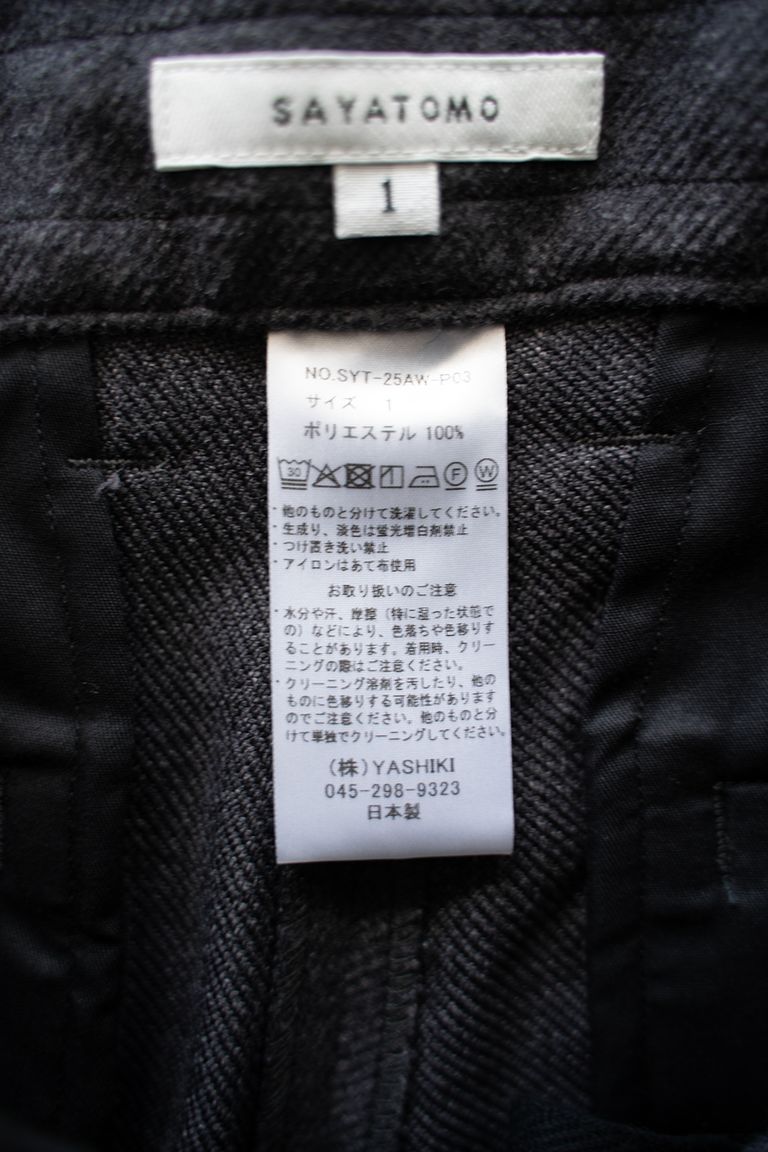 SAYATOMO
1
NO.SYT-25AW-P03
サイズ 1
ポリエステル 100%
30 F W
・他のものと分けて洗濯してください。
・生成り、淡色は蛍光増白剤禁止
・つけ置き洗い禁止
・アイロンはあて布使用
お取り扱いのご注意
・水分や汗、摩擦（特に湿った状態で
の）などにより、色落ちや色移りす
ることがあります。着用時、クリー
ニングの際はご注意ください。
・クリーニング溶剤を汚したり、他の
ものに色移りする可能性があります
のでご注意ください。他のものと分
けて単独でクリーニングしてください。
(株)YASHIKI
045-298-9323
日本製